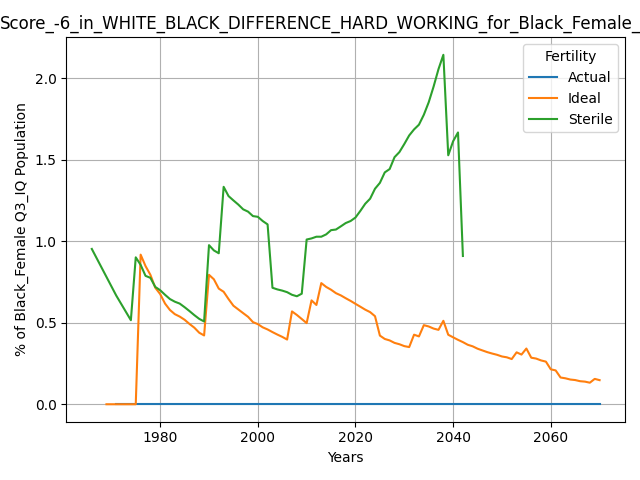 Score_-6_in_WHITE_BLACK_DIFFERENCE_HARD_WORKING_for_Black_Female_
Fertility
Actual
Ideal
Sterile
% of Black_Female Q3_IQ Population
2.0
1.5
1.0
0.5
0.0
1980 2000 2020 2040 2060
Years